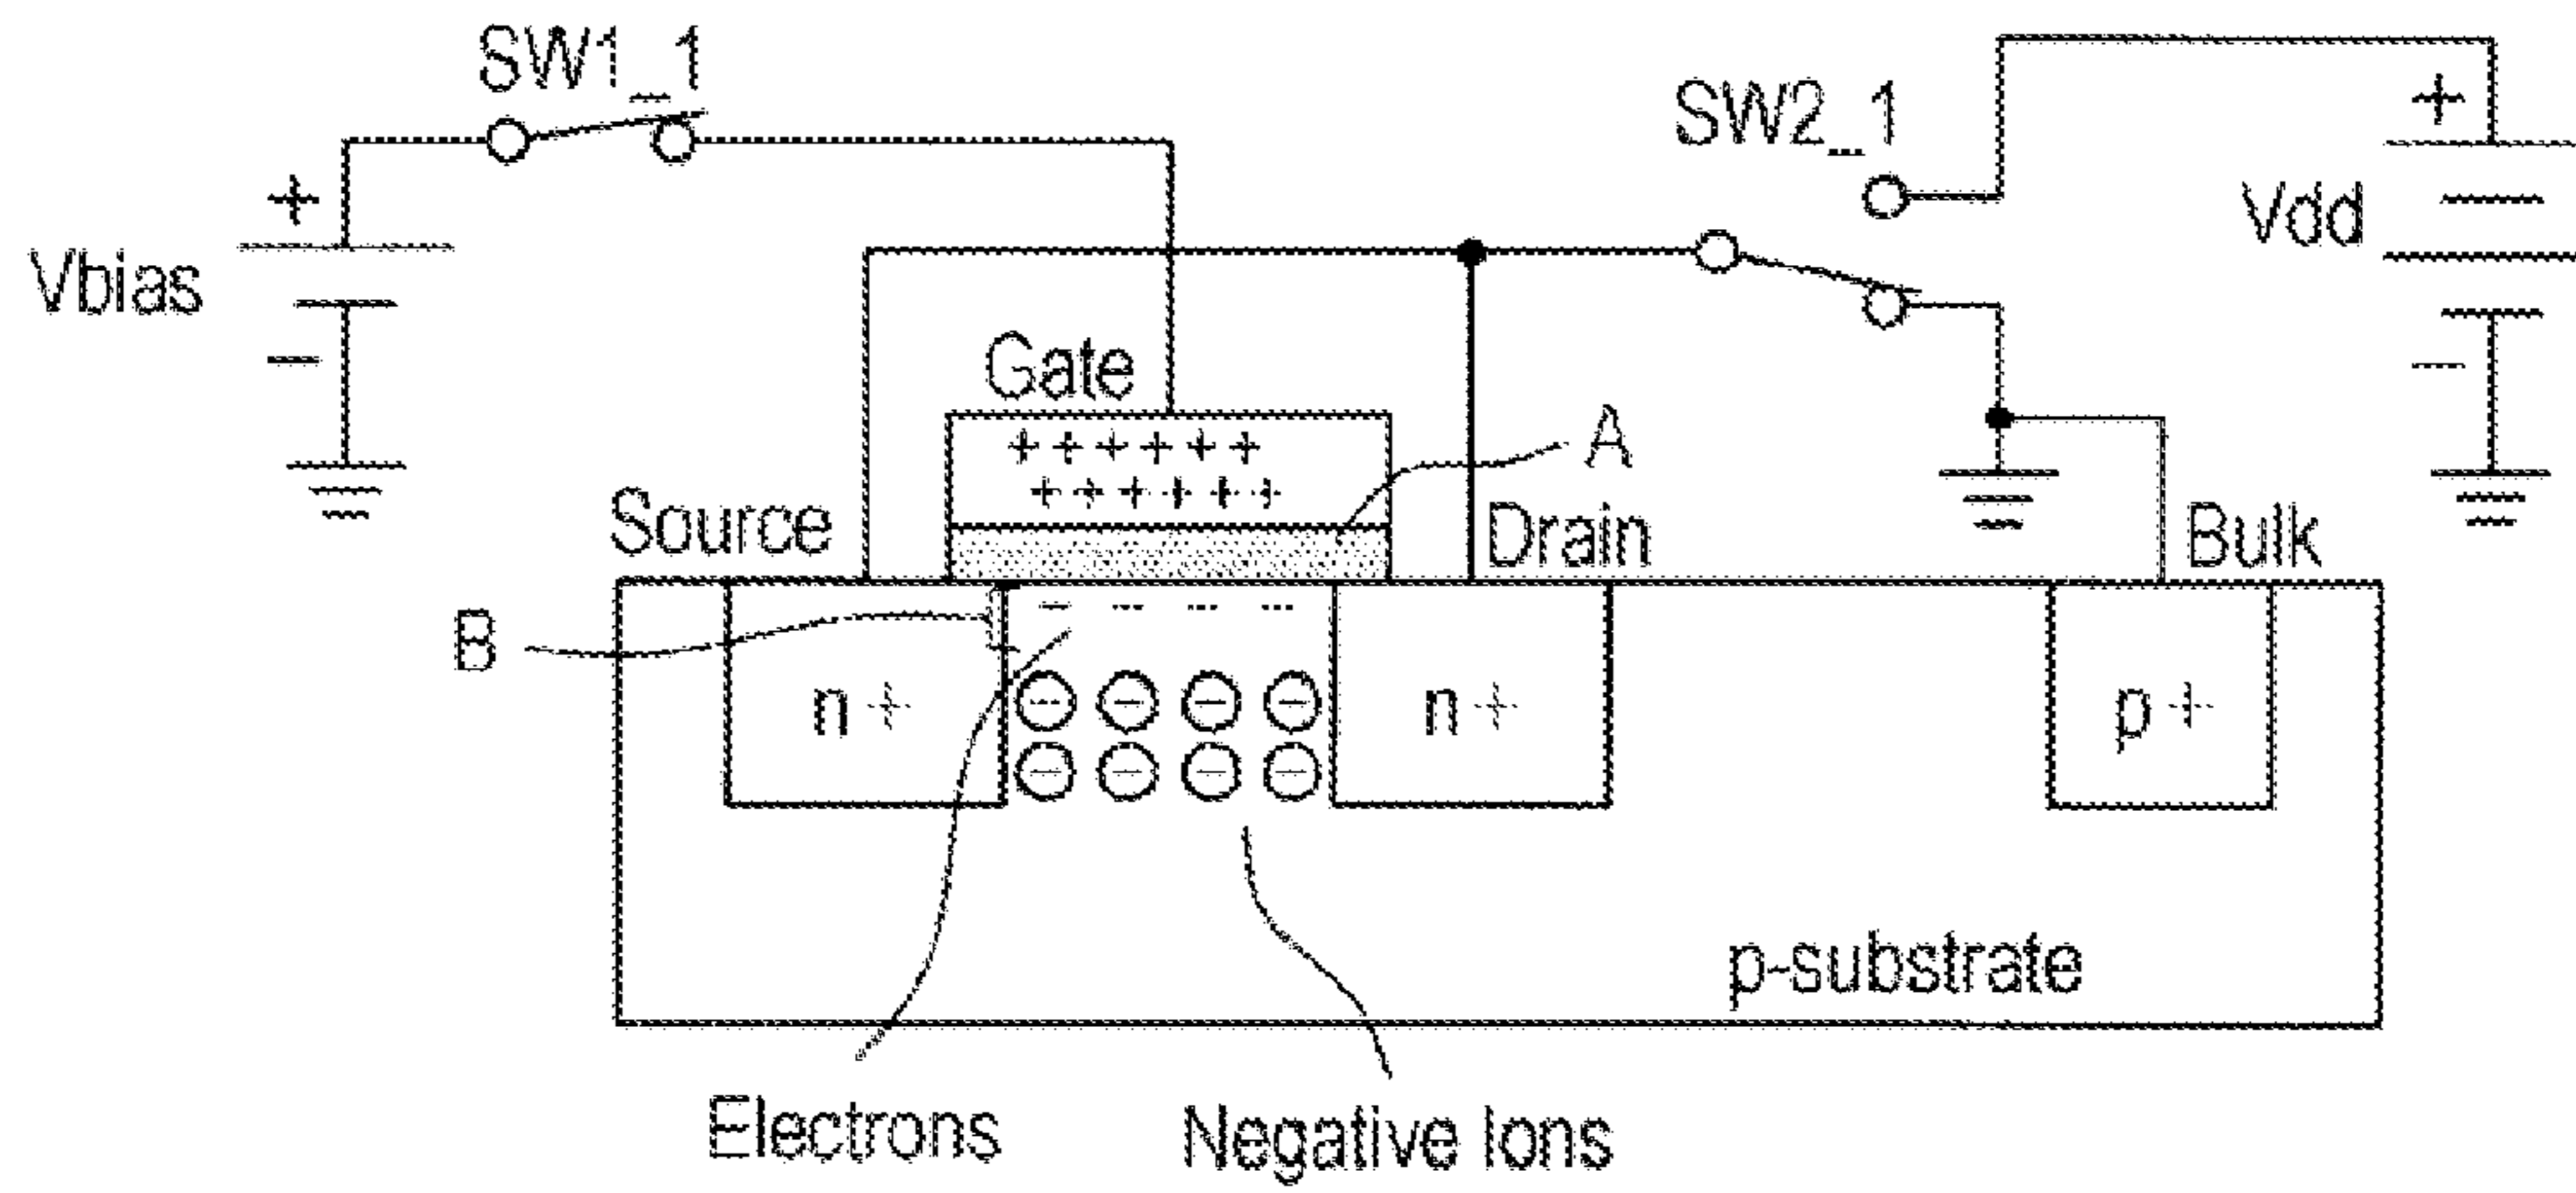 SW1_1
SW2_1
+
+
Vbias
Vdd
−
−
Gate
+ + + + + +
+ + + + + +
A
Source
Drain
Bulk
B
− − − −
n +
n +
p +
− − − −
− − − −
p-substrate
Electrons
Negative Ions